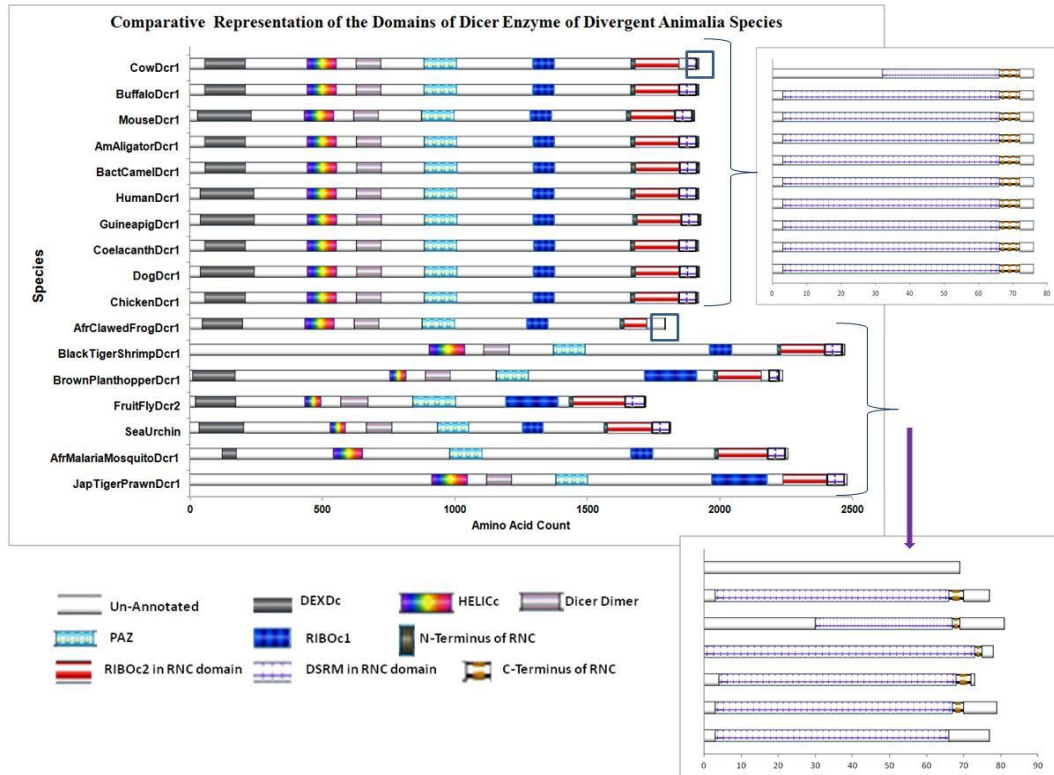 Comparative Representation of the Domains of Dicer Enzyme of Divergent Animalia Species
CowDcr1
BuffaloDcr1
MouseDcr1
AmAligatorDcr1
BactCamelDcr1
HumanDcr1
GuineapigDcr1
CoelacanthDcr1
DogDcr1
ChickenDcr1
AfrClawedFrogDcr1
BlackTigerShrimpDcr1
BrownPlanthopperDcr1
FruitFlyDcr2
SeaUrchin
AfrMalariaMosquitoDcr1
JapTigerPrawnDcr1
Species
0 500 1000 1500 2000 2500
Amino Acid Count
0 10 20 30 40 50 60 70 80
Un-Annotated DEXDc HELICc Dicer Dimer
PAZ RIBOc1 N-Terminus of RNC
RIBOc2 in RNC domain DSRM in RNC domain C-Terminus of RNC
0 10 20 30 40 50 60 70 80 90